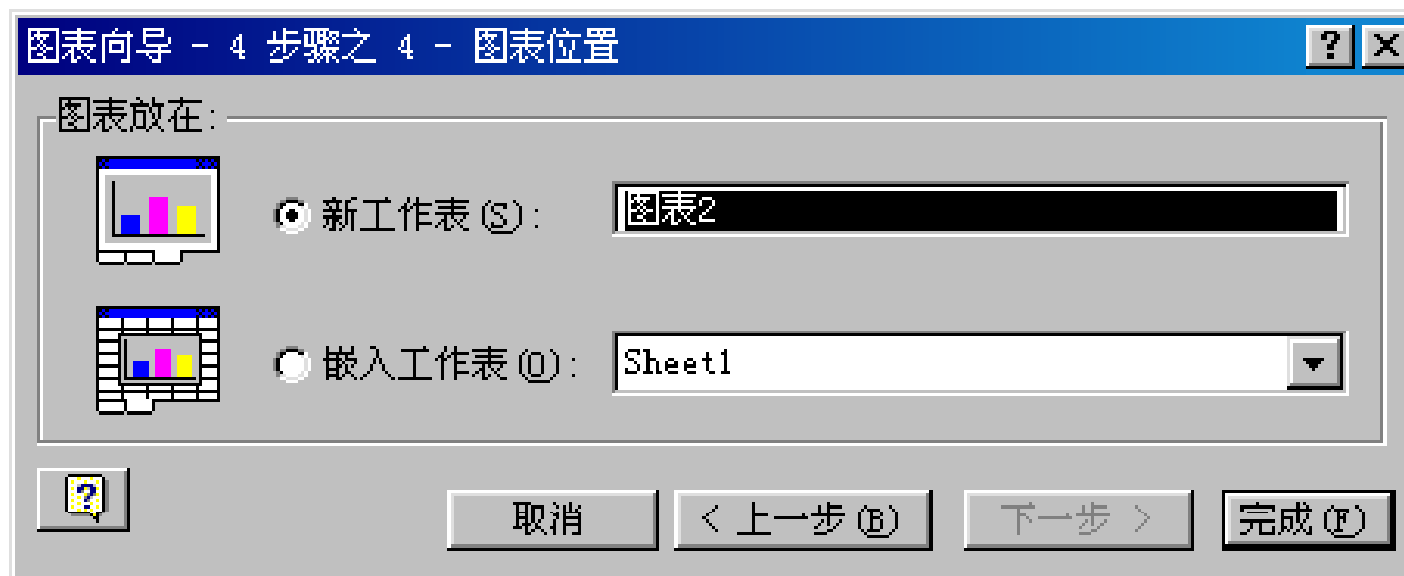 图表向导 - 4 步骤之 4 - 图表位置
图表放在:
新工作表(S): 图表2
嵌入工作表(O): Sheet1
取消 < 上一步(B) 下一步 > 完成(F)